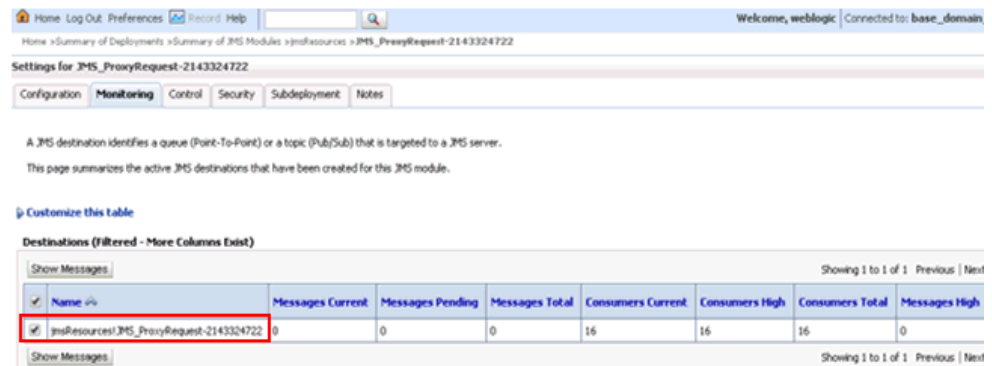 Home Log Out Preferences Record Help
Welcome, weblogic Connected to: base_domain
Home >Summary of Deployments >Summary of JMS Modules >jmsResources >JMS_ProxyRequest-2143324722
Settings for JMS_ProxyRequest-2143324722
Configuration Monitoring Control Security Subdeployment Notes
A JMS destination identifies a queue (Point-To-Point) or a topic (Pub/Sub) that is targeted to a JMS server.
This page summarizes the active JMS destinations that have been created for this JMS module.
Customize this table
Destinations (Filtered - More Columns Exist)
Show Messages Showing 1 to 1 of 1 Previous | Next
Name Messages Current Messages Pending Messages Total Consumers Current Consumers High Consumers Total Messages High
jmsResources!JMS_ProxyRequest-2143324722 0 0 0 16 16 16 0
Show Messages Showing 1 to 1 of 1 Previous | Next